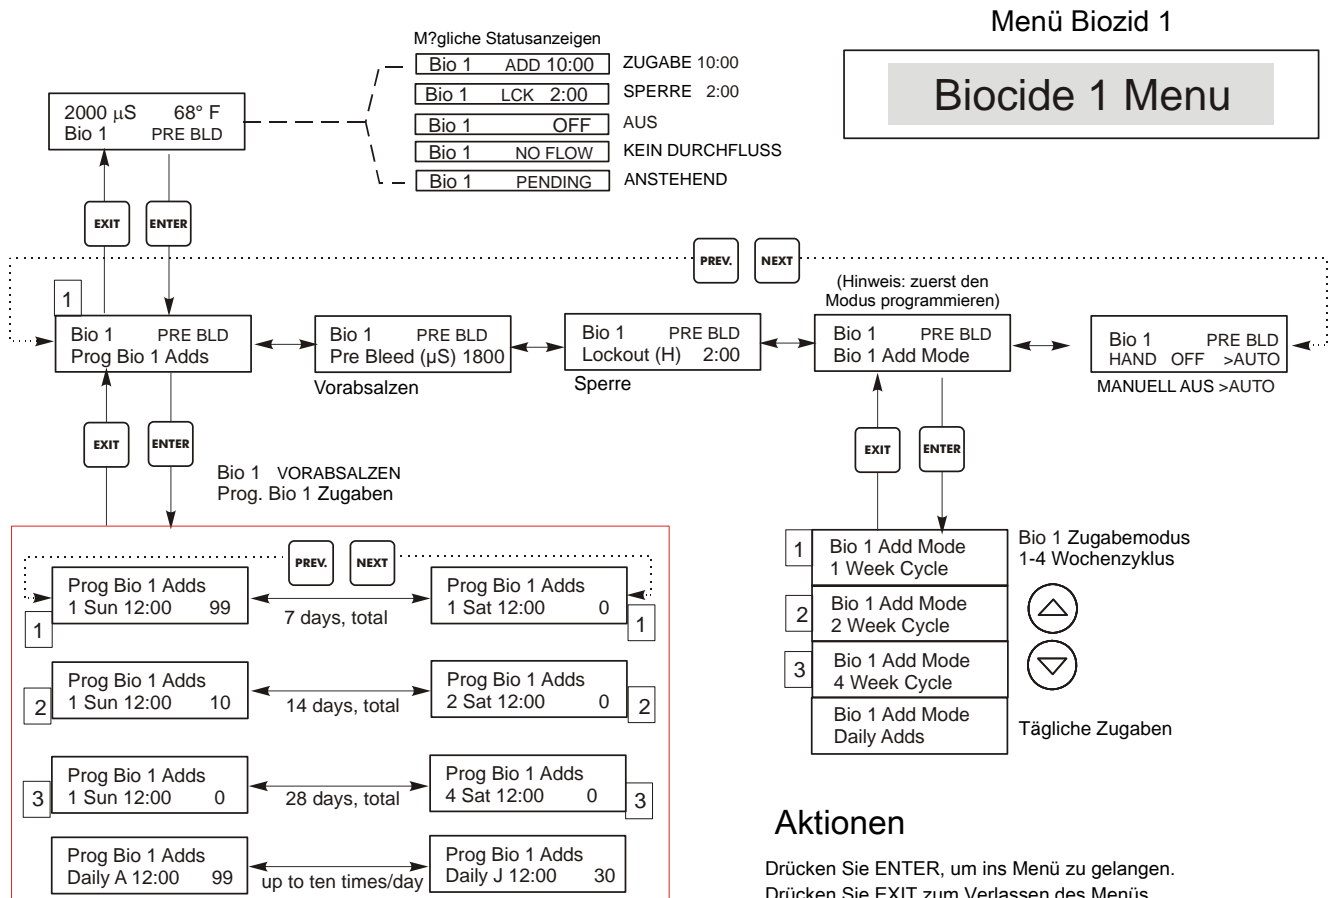 Menü Biozid 1
Biocide 1 Menu
M?gliche Statusanzeigen
Bio 1 ADD 10:00 ZUGABE 10:00
Bio 1 LCK 2:00 SPERRE 2:00
Bio 1 OFF AUS
Bio 1 NO FLOW KEIN DURCHFLUSS
Bio 1 PENDING ANSTEHEND
2000 µS 68° F
Bio 1 PRE BLD
EXIT
ENTER
PREV.
NEXT
(Hinweis: zuerst den
Modus programmieren)
1
Bio 1 PRE BLD
Prog Bio 1 Adds
Bio 1 PRE BLD
Pre Bleed (µS) 1800
Vorabsalzen
Bio 1 PRE BLD
Lockout (H) 2:00
Sperre
Bio 1 PRE BLD
Bio 1 Add Mode
Bio 1 PRE BLD
HAND OFF >AUTO
MANUELL AUS >AUTO
EXIT
ENTER
Bio 1 VORABSALZEN
Prog. Bio 1 Zugaben
EXIT
ENTER
PREV.
NEXT
Prog Bio 1 Adds
1 Sun 12:00 99
1
7 days, total
Prog Bio 1 Adds
1 Sat 12:00 0
1
Prog Bio 1 Adds
1 Sun 12:00 10
2
14 days, total
Prog Bio 1 Adds
2 Sat 12:00 0
2
Prog Bio 1 Adds
1 Sun 12:00 0
3
28 days, total
Prog Bio 1 Adds
4 Sat 12:00 0
3
Prog Bio 1 Adds
Daily A 12:00 99
up to ten times/day
Prog Bio 1 Adds
Daily J 12:00 30
1
Bio 1 Add Mode
1 Week Cycle
Bio 1 Zugabemodus
1-4 Wochenzyklus
2
Bio 1 Add Mode
2 Week Cycle
3
Bio 1 Add Mode
4 Week Cycle
Bio 1 Add Mode
Daily Adds
Tägliche Zugaben
Aktionen
Drücken Sie ENTER, um ins Menü zu gelangen.
Drücken Sie EXIT zum Verlassen des Menüs